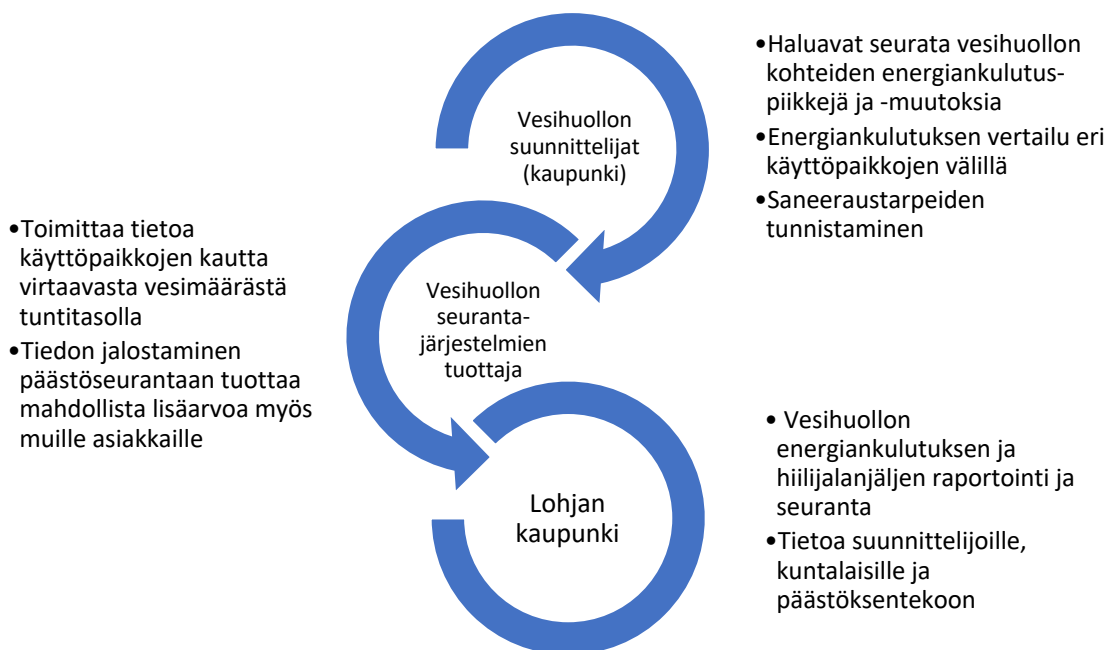 Vesihuollon
suunnittelijat
(kaupunki)
•Haluavat seurata vesihuollon
kohteiden energiankulutus-
piikkejä ja -muutoksia
•Energiankulutuksen vertailu eri
käyttöpaikkojen välillä
•Saneeraustarpeiden
tunnistaminen
•Toimittaa tietoa
käyttöpaikkojen kautta
virtaavasta vesimäärästä
tuntitasolla
•Tiedon jalostaminen
päästöseurantaan tuottaa
mahdollista lisäarvoa myös
muille asiakkaille
Vesihuollon
seuranta-
järjestelmien
tuottaja
Lohjan
kaupunki
• Vesihuollon
energiankulutuksen ja
hiilijalanjäljen raportointi ja
seuranta
•Tietoa suunnittelijoille,
kuntalaisille ja
päästöksentekoon